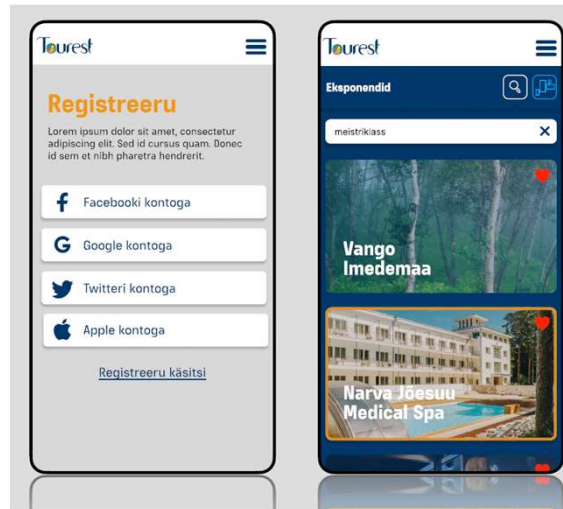 Tourest
Registreeru
Lorem ipsum dolor sit amet, consectetur
adipiscing elit. Sed id cursus quam. Donec
id sem et nibh pharetra hendrerit.
Facebooki kontoga
Google kontoga
Twitteri kontoga
Apple kontoga
Registreeru käsitsi
Tourest
Eksponendid
meistriklass
Vango
Imedemaa
Narva Jõesuu
Medical Spa